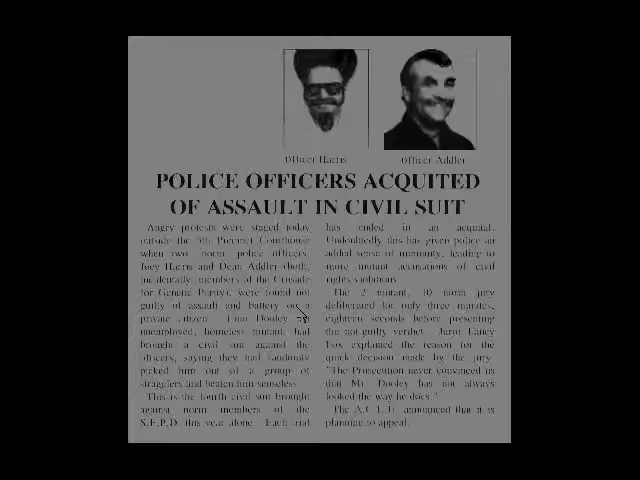 Officer Harris
Officer Addler
POLICE OFFICERS ACQUITED
OF ASSAULT IN CIVIL SUIT
Angry protests were staged today
outside the 5th Precinct Courthouse
when two norm police officers,
Joey Harris and Dean Addler (both,
incidentally, members of the Crusade
for Genetic Purity), were found not
guilty of assault and battery on a
private citizen. Dooley, an
unemployed, homeless mutant, had
brought a civil suit against the
officers, saying they had randomly
picked him out of a group of
stragglers and beaten him senseless.
This is the fourth civil suit brought
against norm members of the
S.F.P.D. this year alone. Each trial
has ended in an acquital.
Undoubtedly this has given police an
added sense of immunity, leading to
more mutant accusations of civil
rights violations.
The 2 mutant, 10 norm jury
deliberated for only three minutes,
eighteen seconds before presenting
the not guilty verdict. Juror Laney
Fox explained the reason for the
quick decision made by the jury.
"The Prosecution never convinced us
that Mr. Dooley has not always
looked the way he does."
The A.C.L.U. announced that it is
planning to appeal.